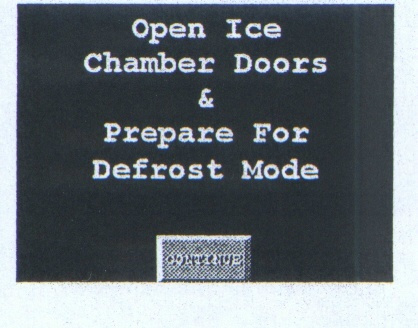 Open Ice
Chamber Doors
&
Prepare For
Defrost Mode
CONTINUE